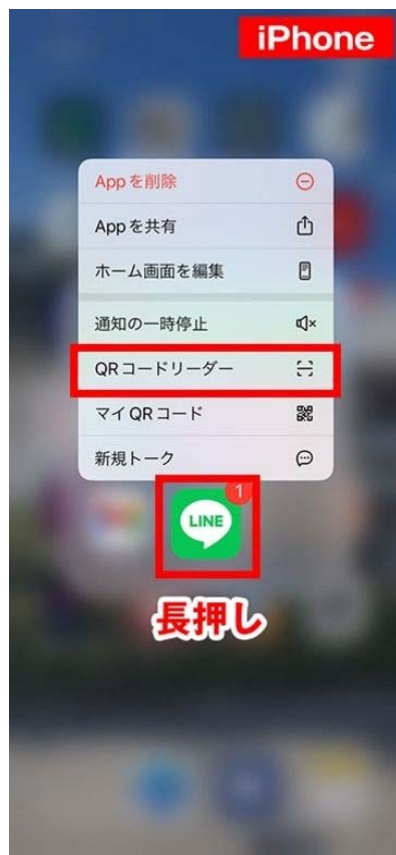 iPhone
Appを削除
Appを共有
ホーム画面を編集
通知の一時停止
QRコードリーダー
マイQRコード
新規トーク
1
LINE
長押し